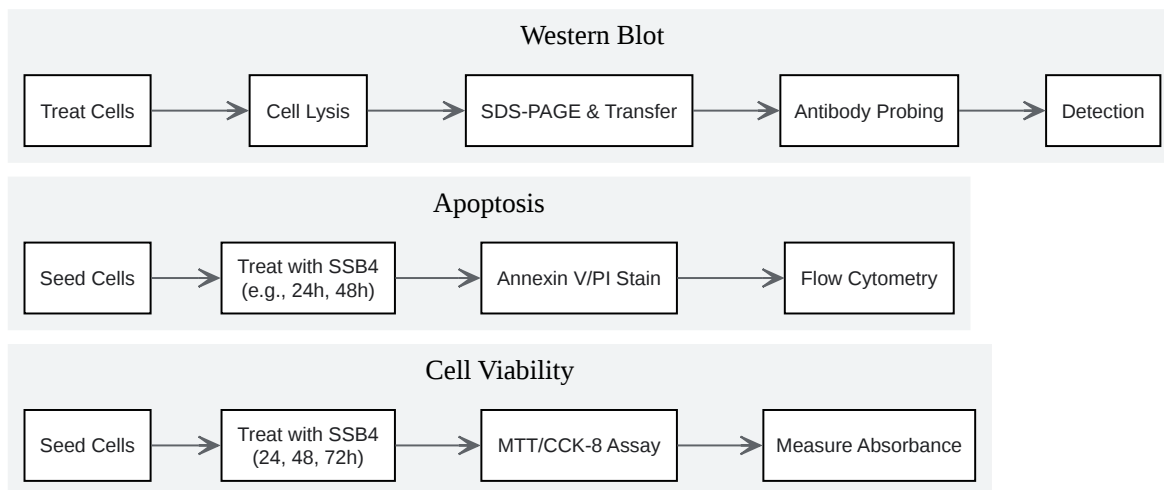 Western Blot
Treat Cells
Cell Lysis
SDS-PAGE & Transfer
Antibody Probing
Detection
Apoptosis
Seed Cells
Treat with SSB4
(e.g., 24h, 48h)
Annexin V/PI Stain
Flow Cytometry
Cell Viability
Seed Cells
Treat with SSB4
(24, 48, 72h)
MTT/CCK-8 Assay
Measure Absorbance